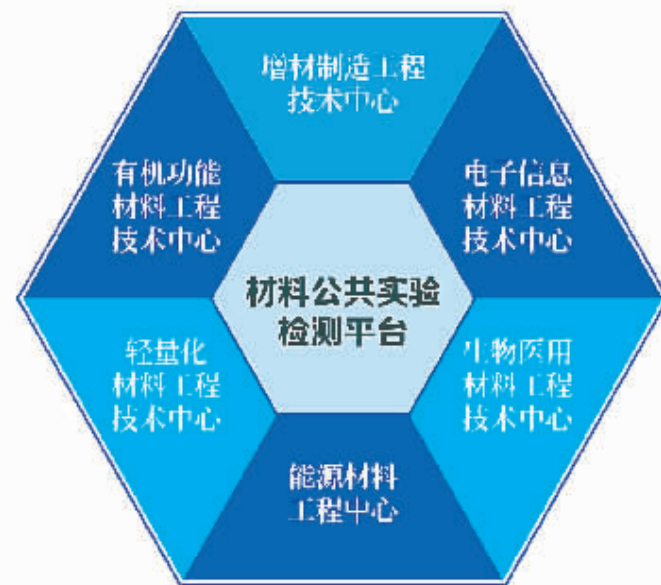 增材制造工程
技术中心
有机功能
材料工程
技术中心
电子信息
材料工程
技术中心
材料公共实验
检测平台
轻量化
材料工程
技术中心
生物医用
材料工程
技术中心
能源材料
工程中心